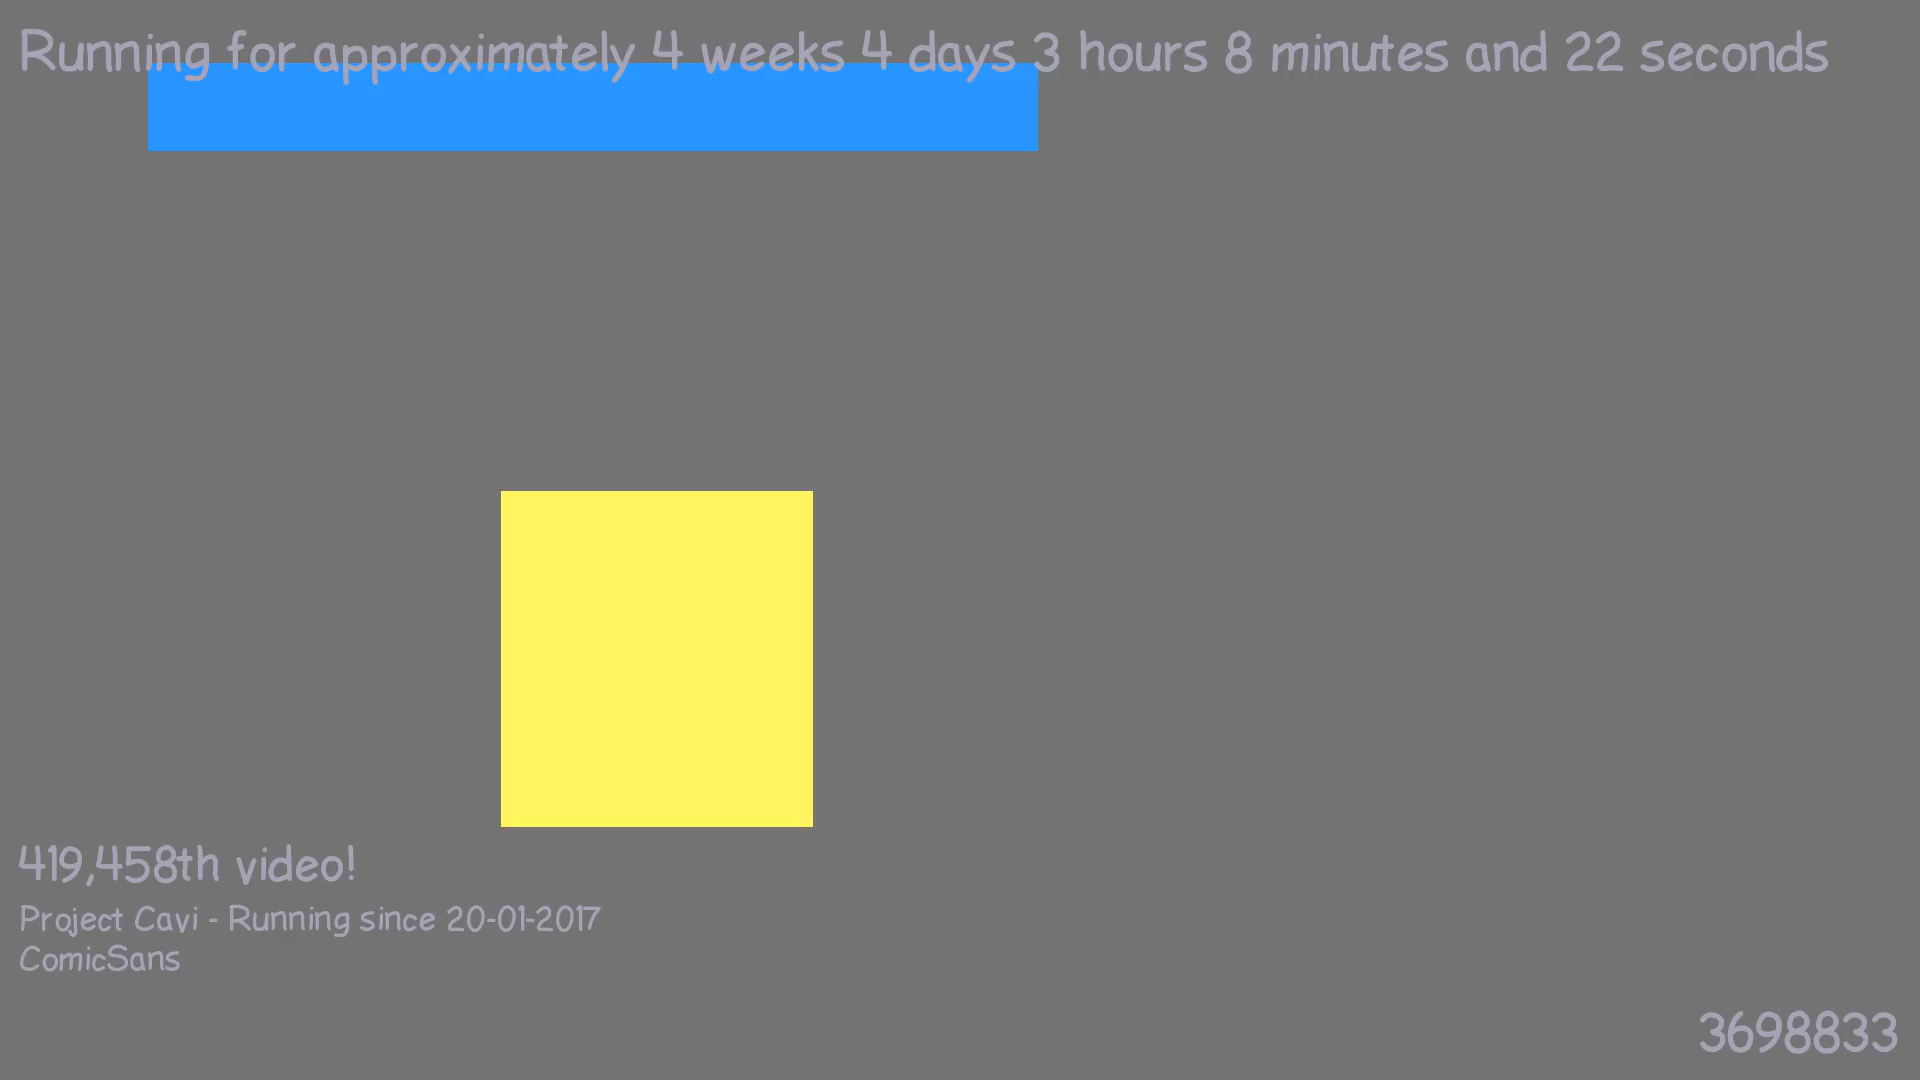 Running for approximately 4 weeks 4 days 3 hours 8 minutes and 22 seconds
419,458th video!
Project Cavi - Running since 20-01-2017
ComicSans
3698833